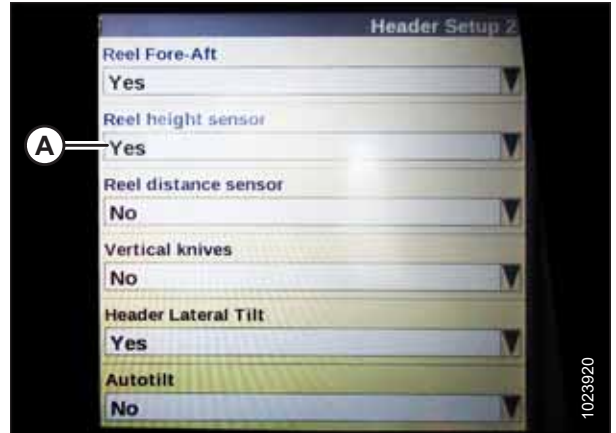 Header Setup 2
Reel Fore-Aft
Yes
Reel height sensor
A
Yes
Reel distance sensor
No
Vertical knives
No
Header Lateral Tilt
Yes
Autotilt
No
1023920